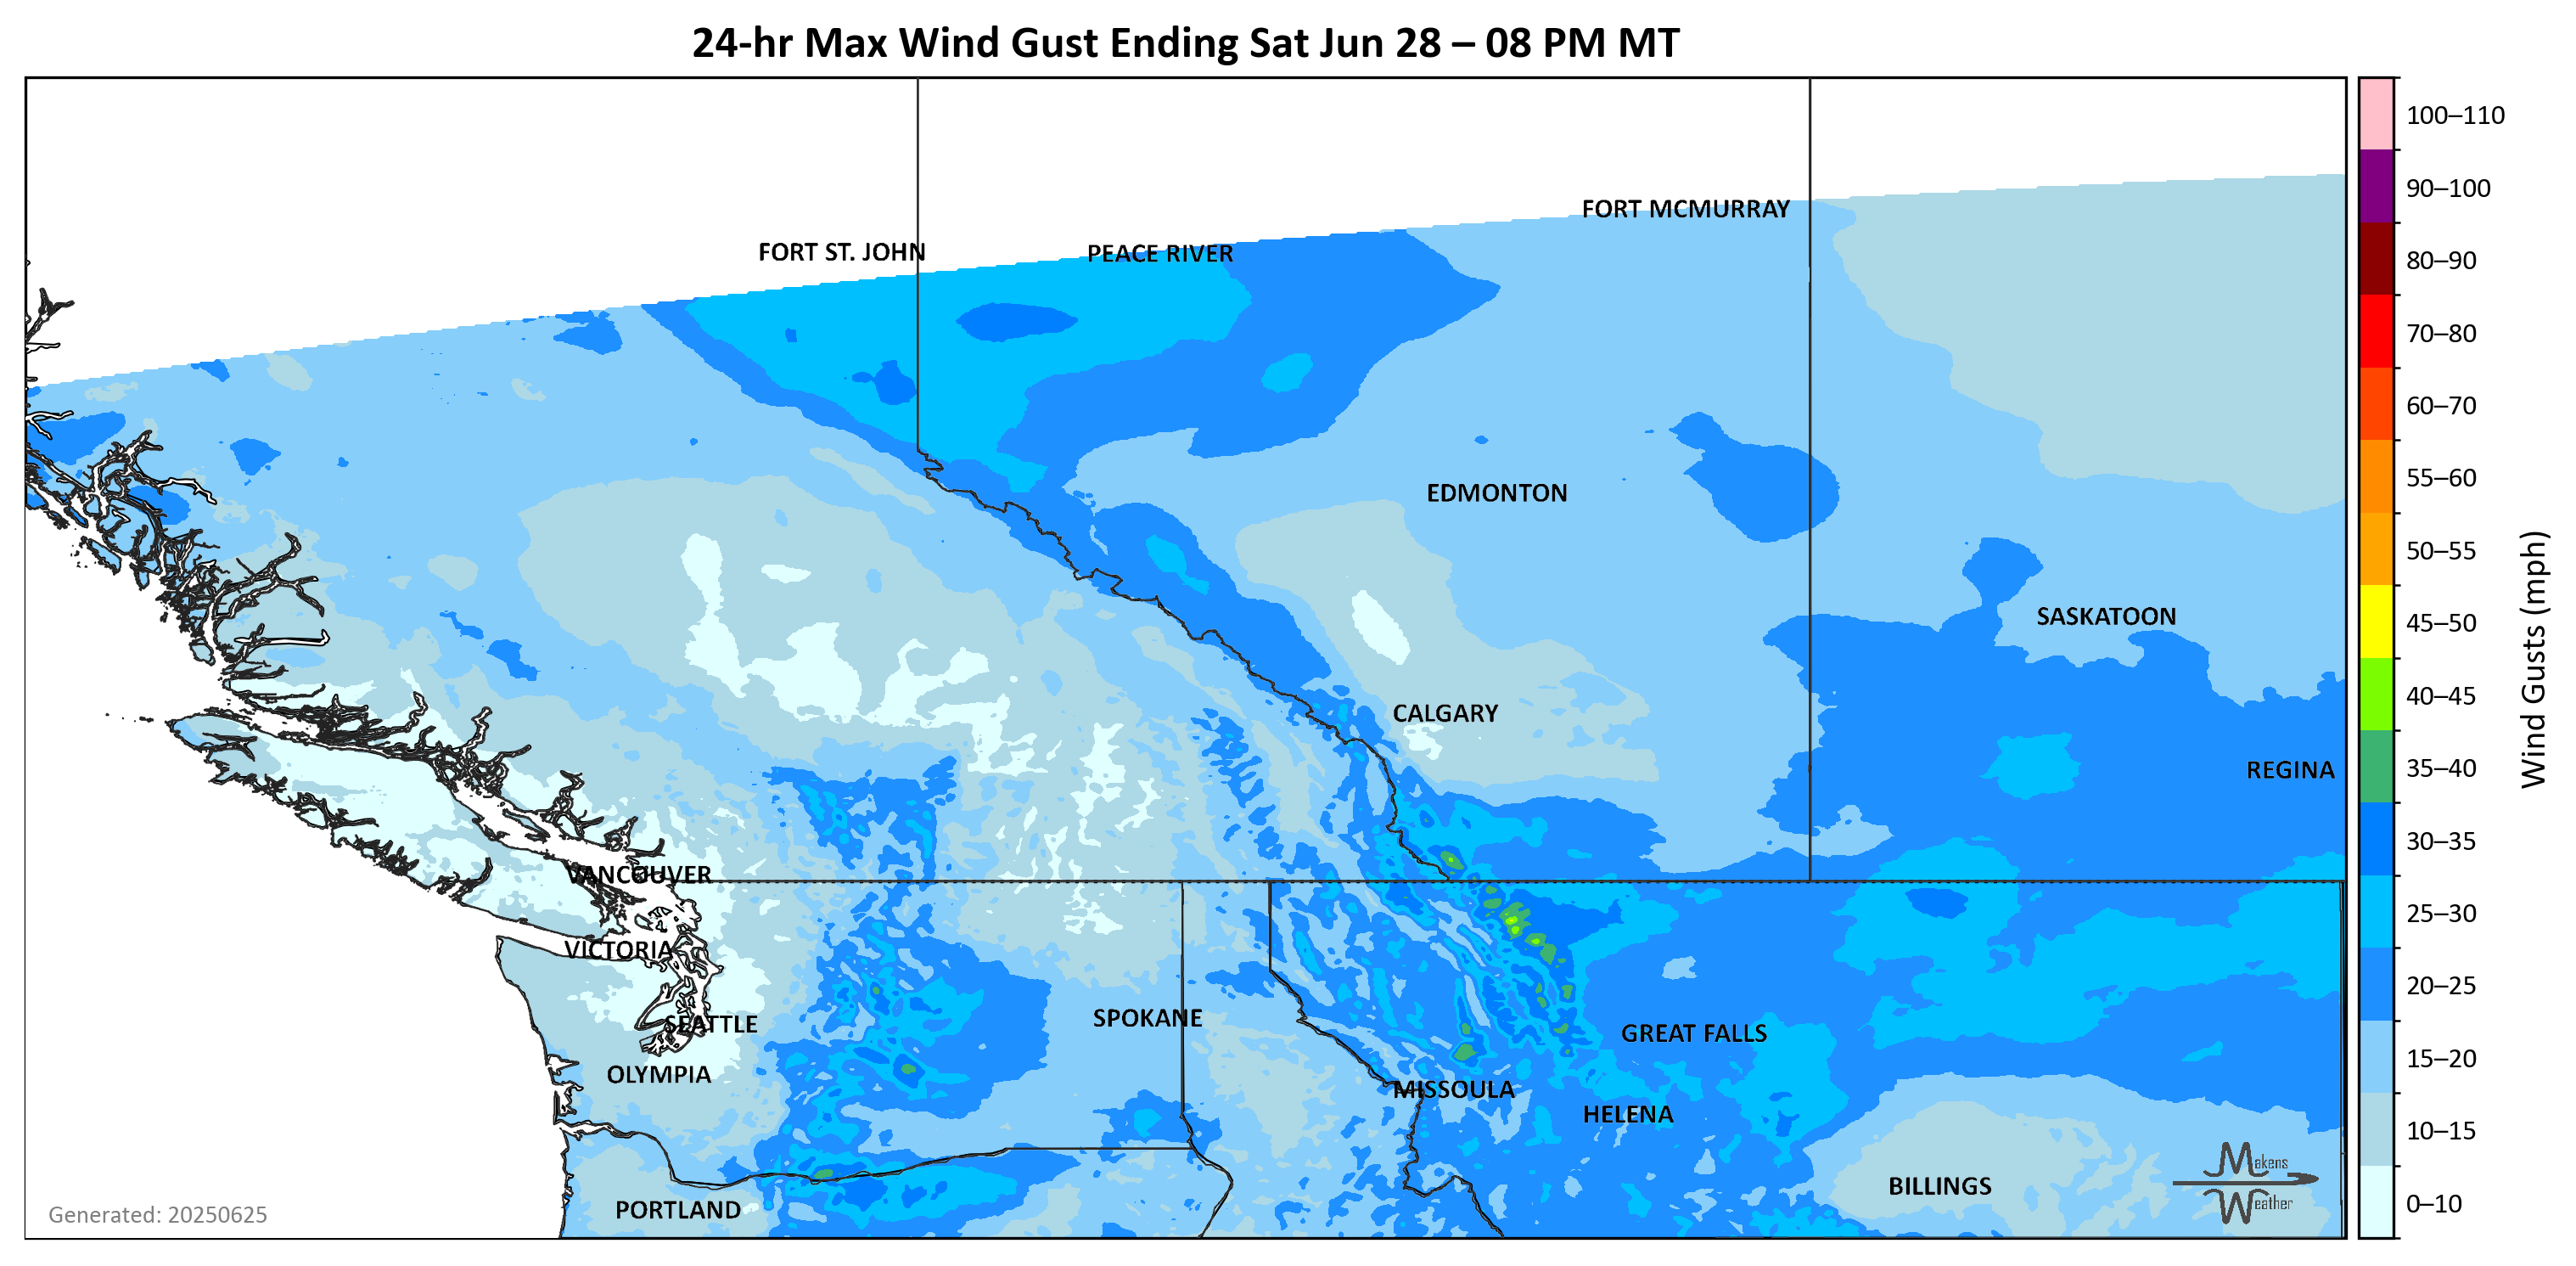 24-hr Max Wind Gust Ending Sat Jun 28 – 08 PM MT
100–110
90–100
80–90
70–80
60–70
55–60
50–55
45–50
40–45
35–40
30–35
25–30
20–25
15–20
10–15
0–10
Wind Gusts (mph)
FORT MCMURRAY
FORT ST. JOHN
PEACE RIVER
EDMONTON
SASKATOON
CALGARY
REGINA
VANCOUVER
VICTORIA
SPOKANE
SEATTLE
GREAT FALLS
OLYMPIA
MISSOULA
HELENA
BILLINGS
PORTLAND
Makens
Weather
Generated: 20250625